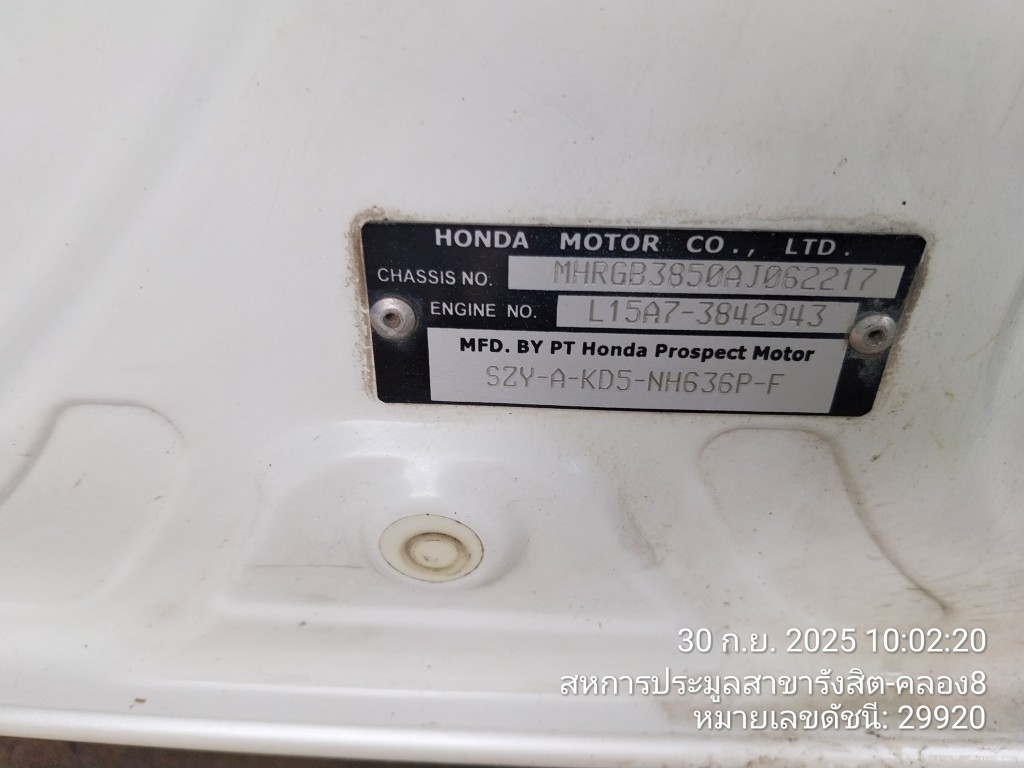 HONDA MOTOR CO., LTD.
CHASSIS NO. MHRGB3850AJ062217
ENGINE NO. L15A7-3842943
MFD. BY PT Honda Prospect Motor
SZY-A-KD5-NH636P-F
30 ก.ย. 2025 10:02:20
สหการประมูลสาขารังสิต-คลอง8
หมายเลขดัชนี: 29920